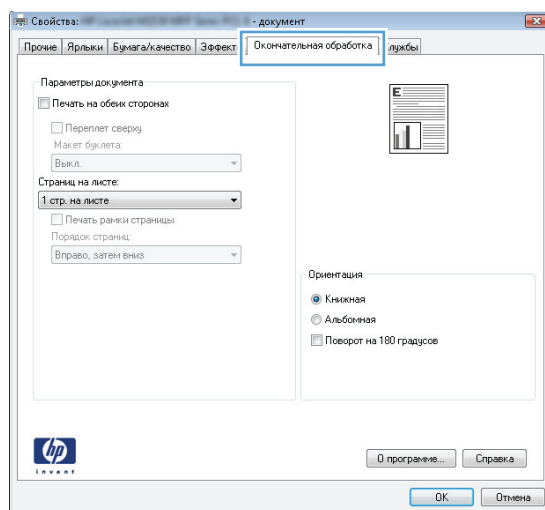 Свойства: - документ
Прочие Ярлыки Бумага/качество Эффект Окончательная обработка лужбы
Параметры документа
Печать на обеих сторонах
E
Переплет сверху
Макет буклета:
Выкл.
Страниц на листе:
1 стр. на листе
Печать рамки страницы
Порядок страниц:
Вправо, затем вниз
Ориентация
Книжная
Альбомная
Поворот на 180 градусов
hp
invent
О программе... Справка
OK Отмена